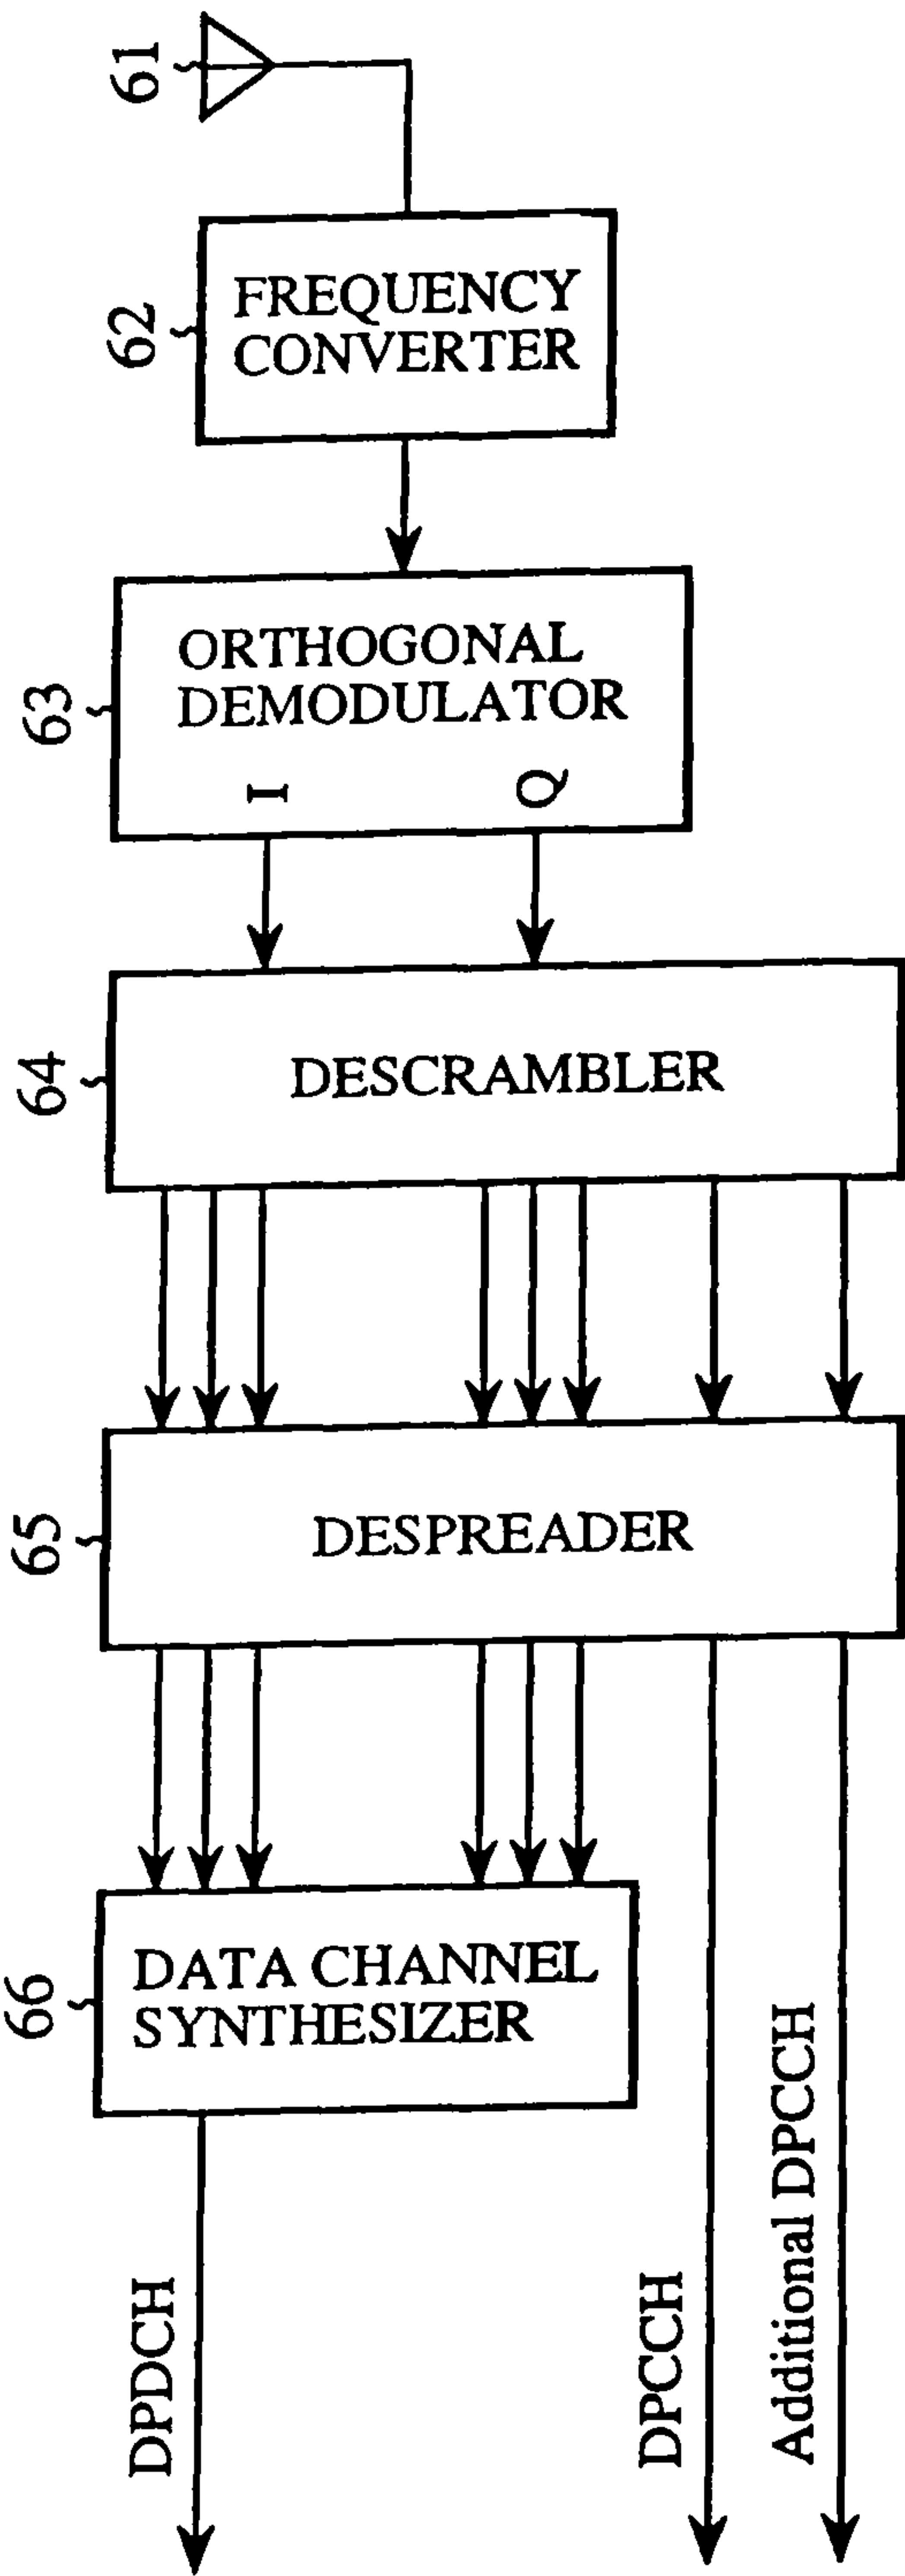 61
62
FREQUENCY
CONVERTER
63
ORTHOGONAL
DEMODULATOR
I
Q
64
DESCRAMBLER
65
DESPREADER
66
DATA CHANNEL
SYNTHESIZER
DPDCH
DPCCH
Additional DPCCH